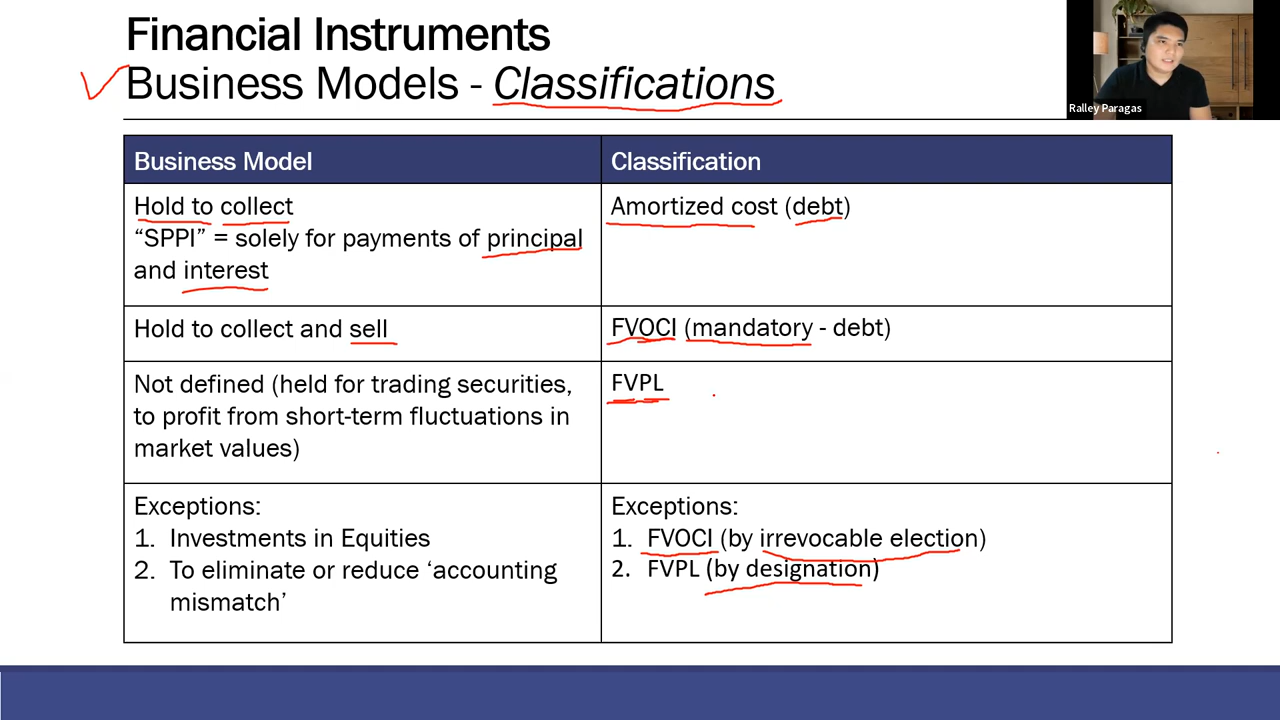 Financial Instruments
Business Models - Classifications
Ralley Paragas
Business Model
Classification
Hold to collect
“SPPI” = solely for payments of principal
and interest
Amortized cost (debt)
Hold to collect and sell
FVOCI (mandatory - debt)
Not defined (held for trading securities,
to profit from short-term fluctuations in
market values)
FVPL
Exceptions:
1. Investments in Equities
2. To eliminate or reduce ‘accounting
mismatch’
Exceptions:
1. FVOCI (by irrevocable election)
2. FVPL (by designation)